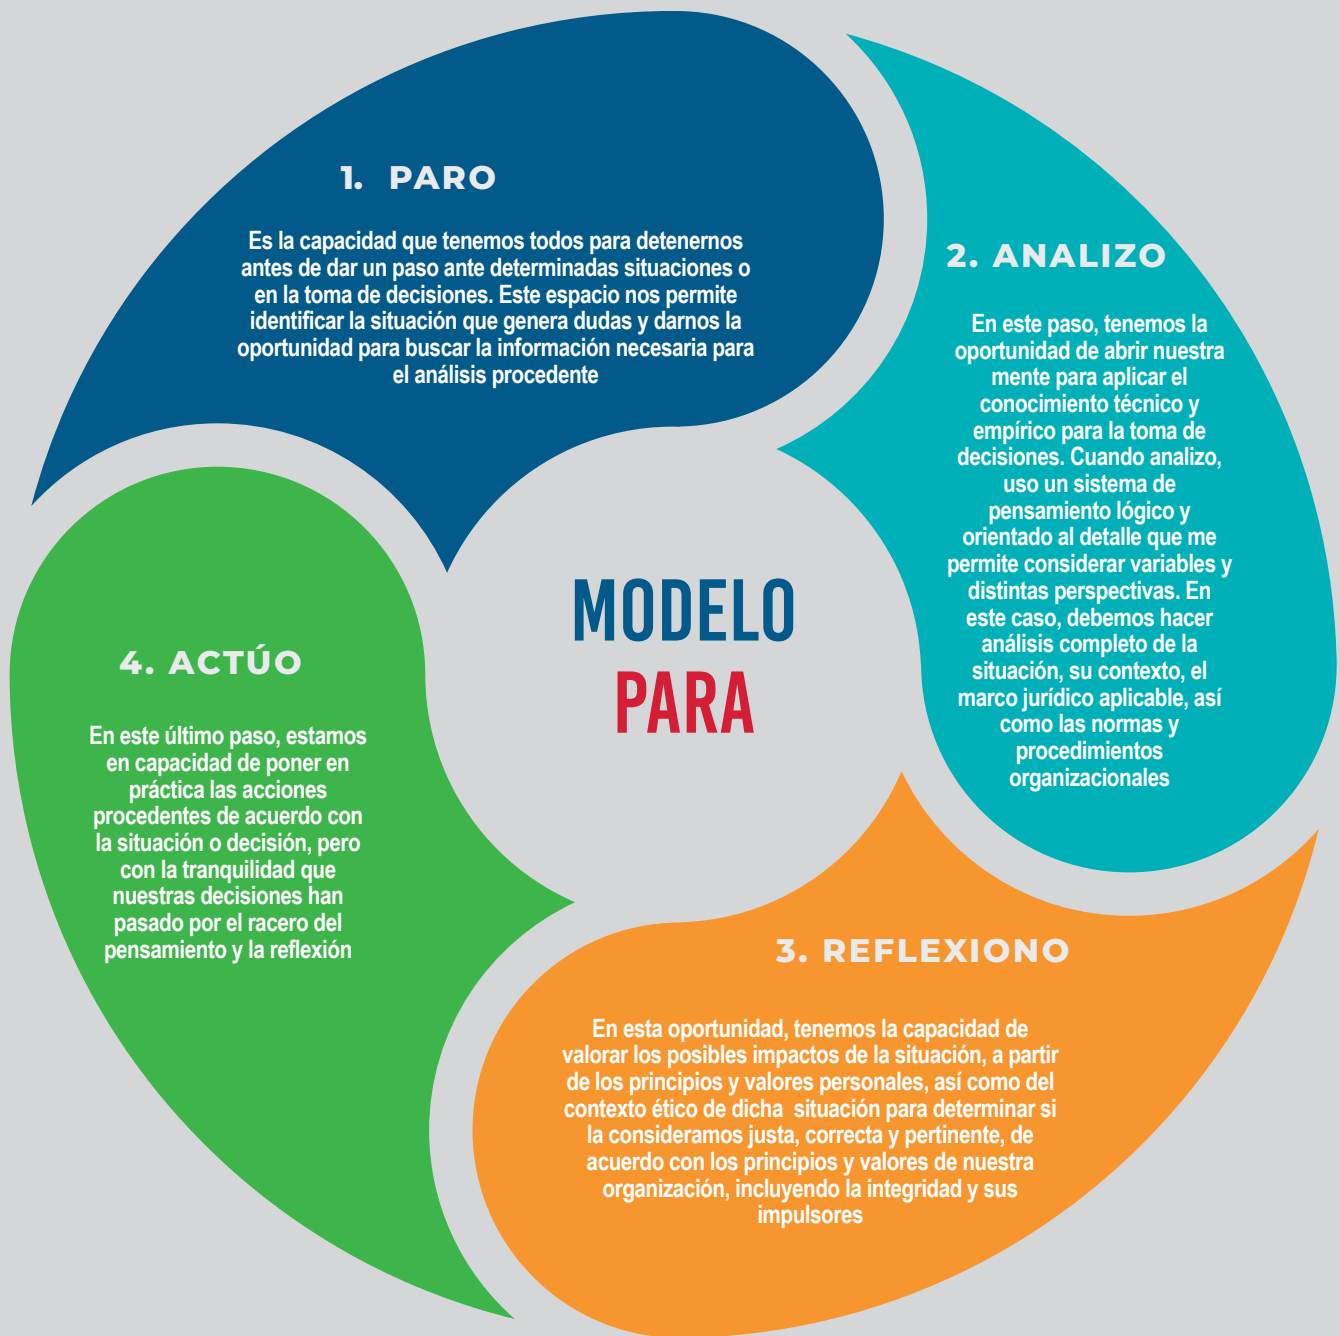 1. PARO
Es la capacidad que tenemos todos para detenernos
antes de dar un paso ante determinadas situaciones o
en la toma de decisiones. Este espacio nos permite
identificar la situación que genera dudas y darnos la
oportunidad para buscar la información necesaria para
el análisis procedente
2. ANALIZO
En este paso, tenemos la
oportunidad de abrir nuestra
mente para aplicar el
conocimiento técnico y
empírico para la toma de
decisiones. Cuando analizo,
uso un sistema de
pensamiento lógico y
orientado al detalle que me
permite considerar variables y
distintas perspectivas. En
este caso, debemos hacer
análisis completo de la
situación, su contexto, el
marco jurídico aplicable, así
como las normas y
procedimientos
organizacionales
MODELO
PARA
3. REFLEXIONO
En esta oportunidad, tenemos la capacidad de
valorar los posibles impactos de la situación, a partir
de los principios y valores personales, así como del
contexto ético de dicha situación para determinar si
la consideramos justa, correcta y pertinente, de
acuerdo con los principios y valores de nuestra
organización, incluyendo la integridad y sus
impulsores
4. ACTÚO
En este último paso, estamos
en capacidad de poner en
práctica las acciones
procedentes de acuerdo con
la situación o decisión, pero
con la tranquilidad que
nuestras decisiones han
pasado por el racero del
pensamiento y la reflexión